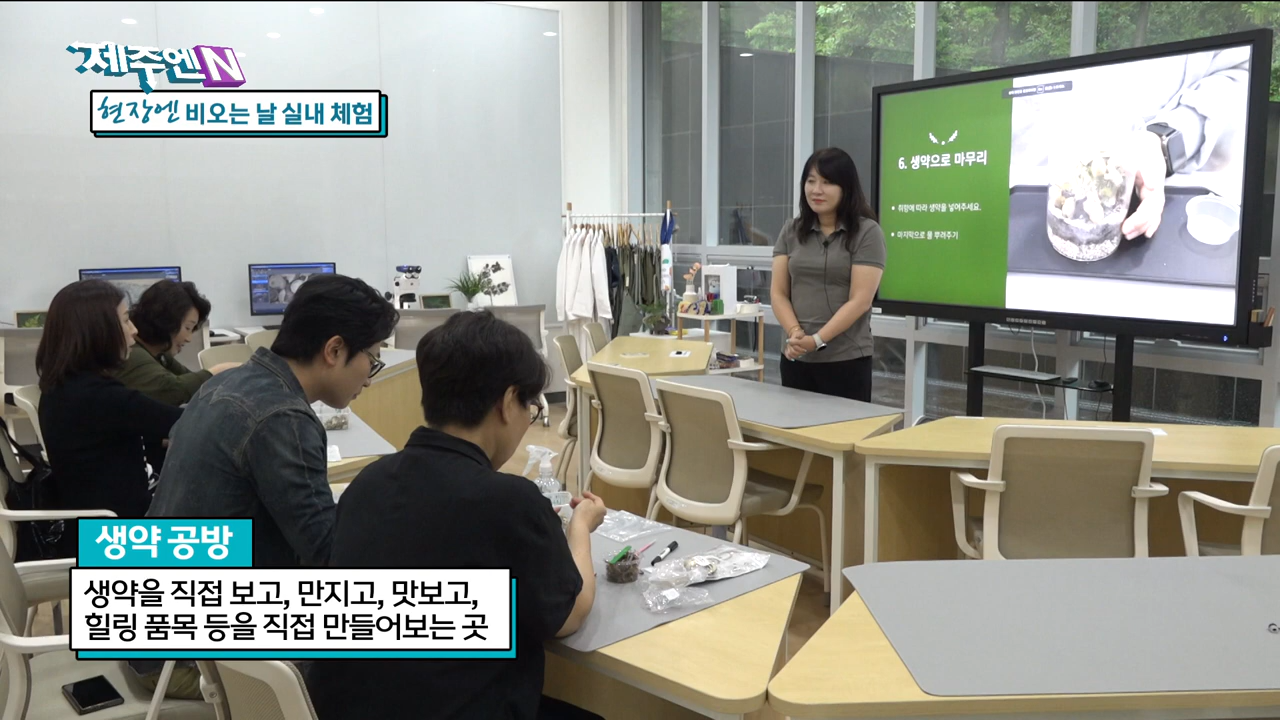 제주엔N
현장엔 비오는 날 실내 체험
6. 생약으로 마무리
• 취향에 따라 생약을 넣어주세요.
• 마지막으로 물 뿌려주기
생약 공방
생약을 직접 보고, 만지고, 맛보고,
힐링 품목 등을 직접 만들어보는 곳